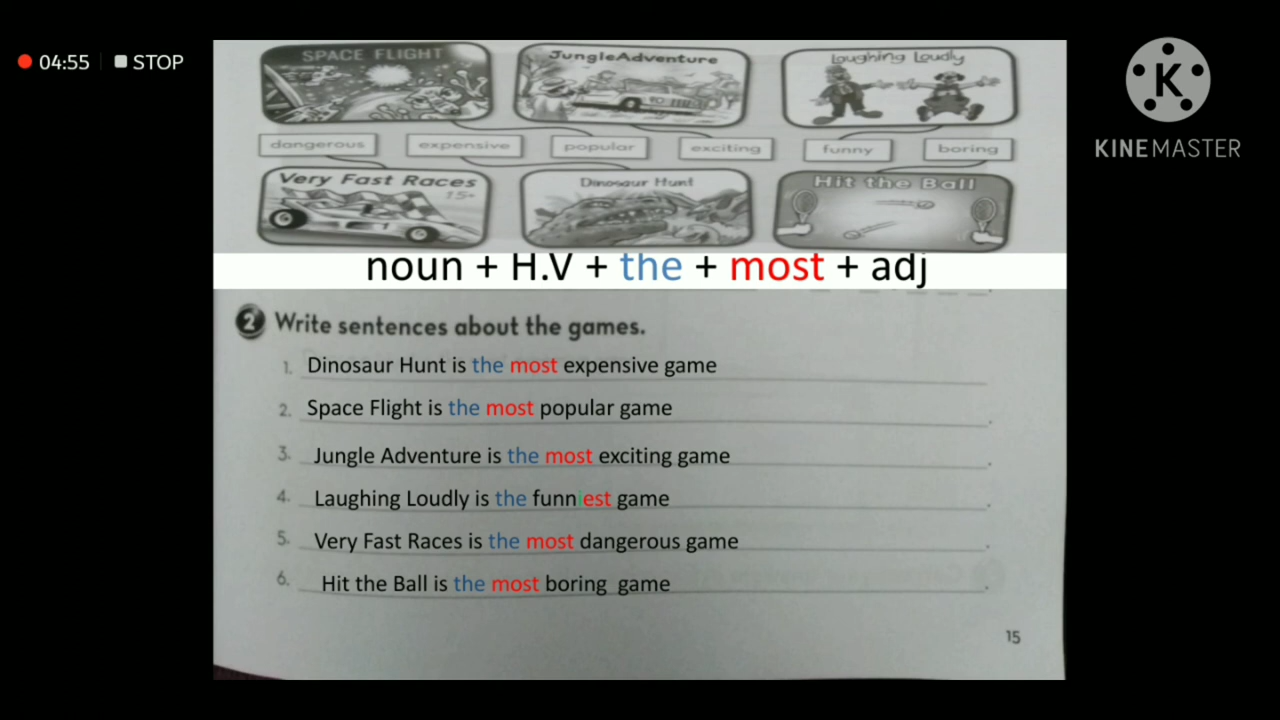 04:55 STOP
KINEMASTER
SPACE FLIGHT
JungleAdventure
Laughing Loudly
dangerous expensive popular exciting funny boring
Very Fast Races
15+
Dinosaur Hunt
Hit the Ball
noun + H.V + the + most + adj
2 Write sentences about the games.
1. Dinosaur Hunt is the most expensive game
2. Space Flight is the most popular game.
3. Jungle Adventure is the most exciting game.
4. Laughing Loudly is the funniest game.
5. Very Fast Races is the most dangerous game.
6. Hit the Ball is the most boring game.
15